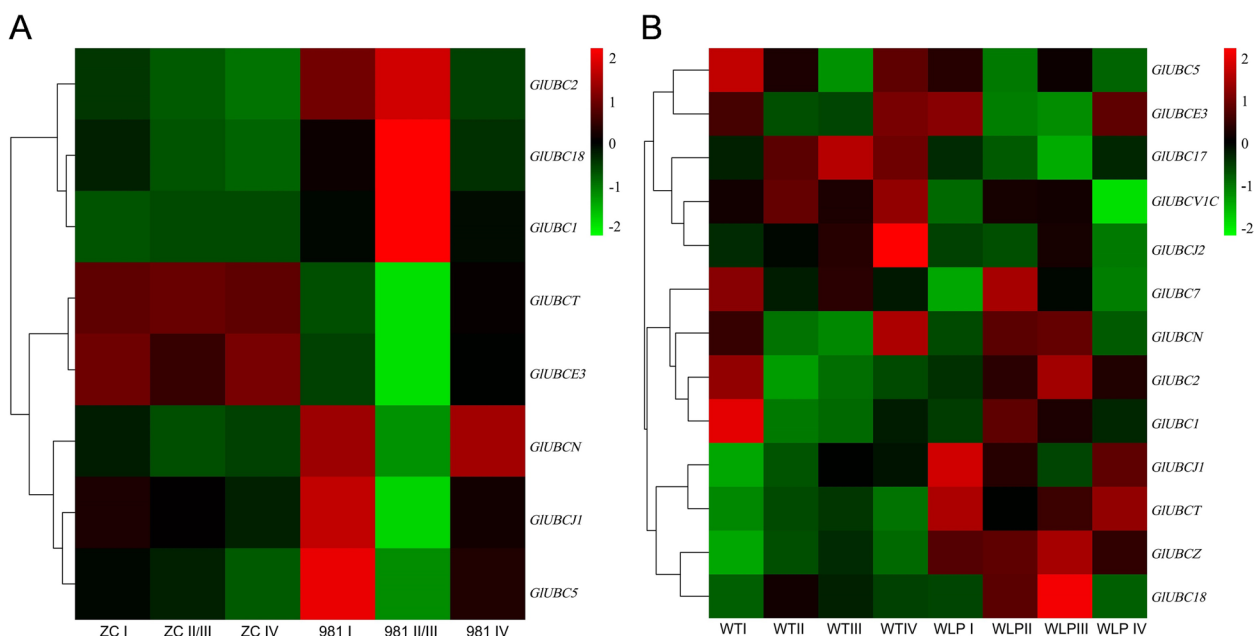 A
2
1
0
-1
-2
GlUBC2
GlUBC18
GlUBC1
GlUBCT
GlUBCE3
GlUBCN
GlUBCJ1
GlUBC5
ZC I
ZC II/III
ZC IV
981 I
981 II/III
981 IV
B
2
1
0
-1
-2
GlUBC5
GlUBCE3
GlUBC17
GlUBCV1C
GlUBCJ2
GlUBC7
GlUBCN
GlUBC2
GlUBC1
GlUBCJ1
GlUBCT
GlUBCZ
GlUBC18
WTI
WTII
WTIII
WTIV
WLP I
WLPII
WLPIII
WLP IV